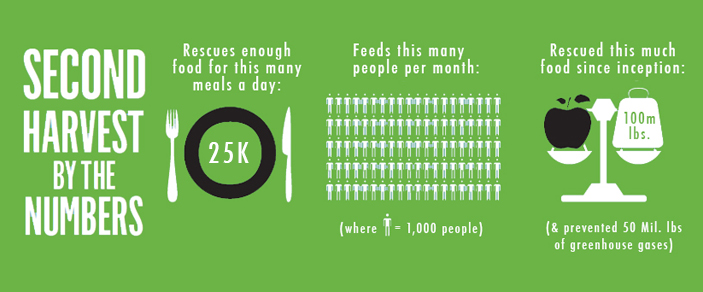 SECOND
HARVEST
BY THE
NUMBERS
Rescues enough
food for this many
meals a day:
25K
Feeds this many
people per month:
(where = 1,000 people)
Rescued this much
food since inception:
100m
lbs.
(& prevented 50 Mil. lbs
of greenhouse gases)